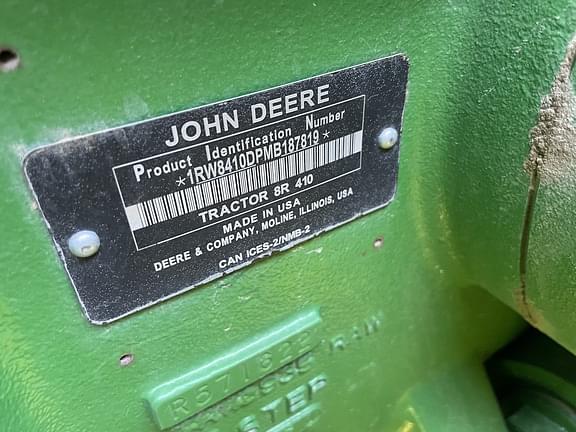 JOHN DEERE
Product Identification Number
*1RW8410DPMB187819*
TRACTOR 8R 410
MADE IN USA
DEERE & COMPANY, MOLINE, ILLINOIS, USA
CAN ICES-2/NMB-2
R571622